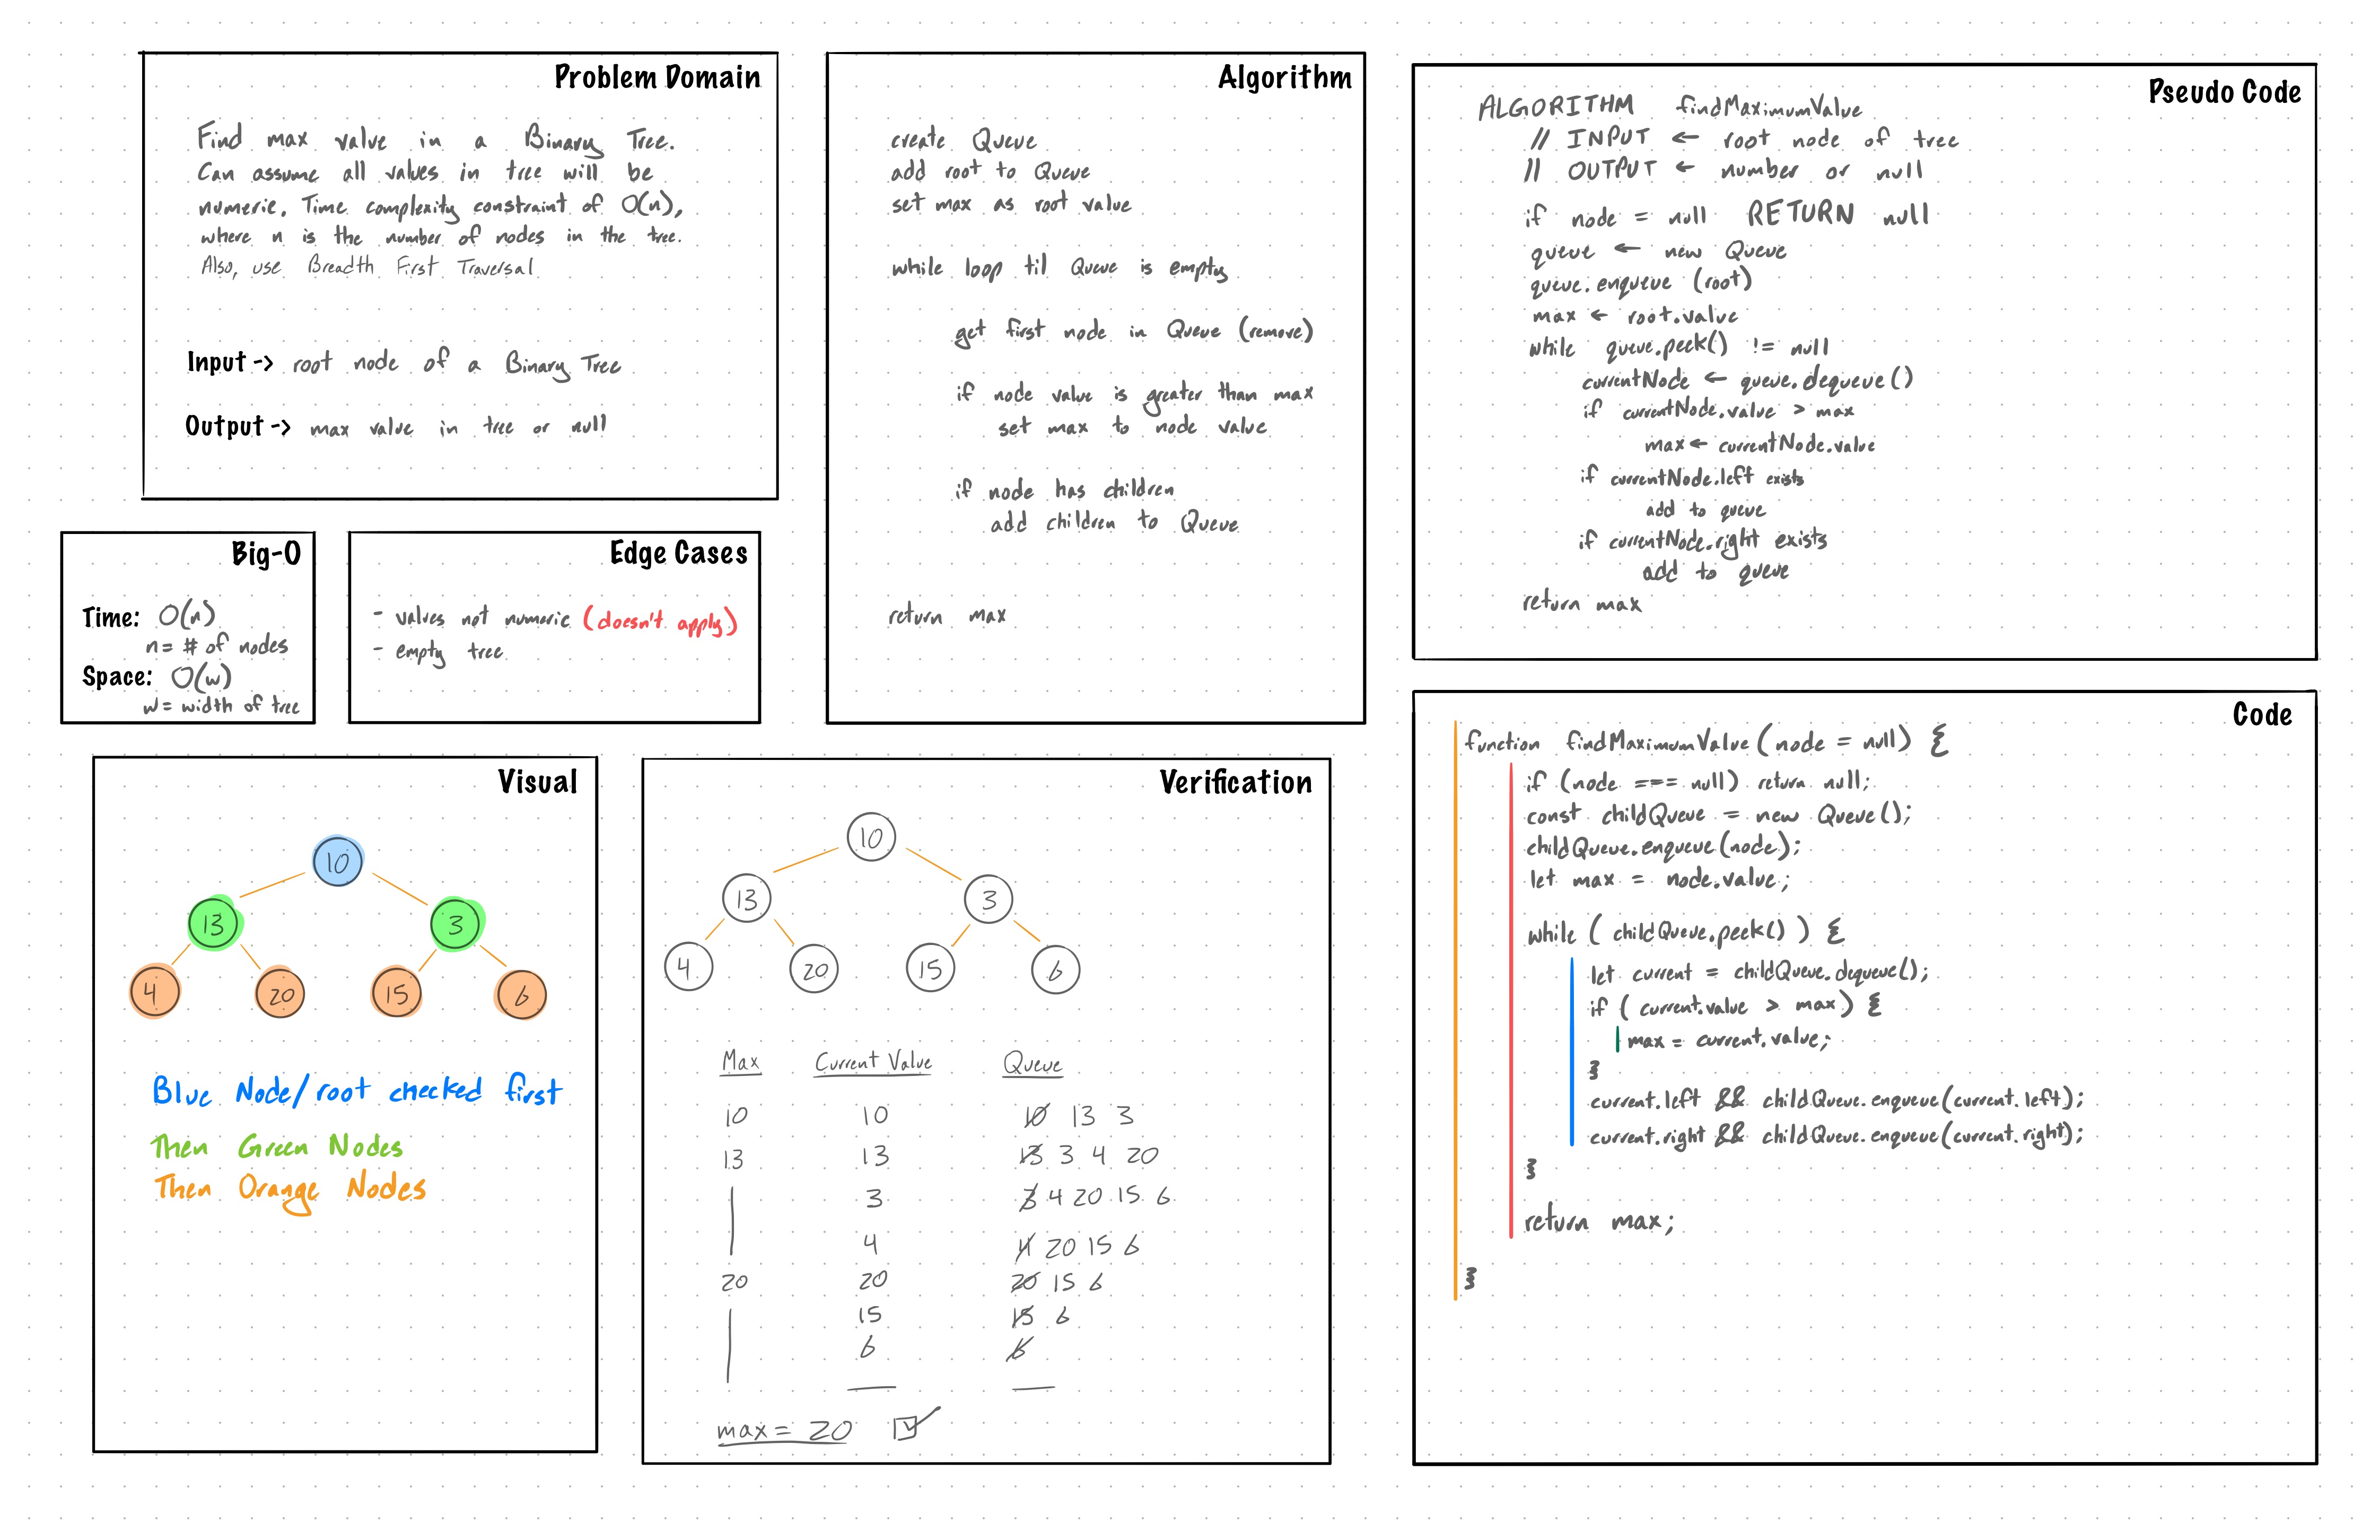 Problem Domain
Find max value in a Binary Tree.
Can assume all values in tree will be
numeric. Time complexity constraint of O(n),
where n is the number of nodes in the tree.
Also, use Breadth First Traversal
Input -> root node of a Binary Tree
Output -> max value in tree or null
Big-O
Time: O(n)
n = # of nodes
Space: O(w)
w = width of tree
Edge Cases
- values not numeric (doesn't apply)
- empty tree
Algorithm
create Queue
add root to Queue
set max as root value
while loop til Queue is empty
get first node in Queue (remove)
if node value is greater than max
set max to node value
if node has children
add children to Queue
return max
Pseudo Code
ALGORITHM findMaximumValue
// INPUT ← root node of tree
// OUTPUT ← number or null
if node = null RETURN null
queue ← new Queue
queue.enqueue (root)
max ← root.value
while queue.peek() != null
currentNode ← queue.dequeue()
if currentNode.value > max
max ← currentNode.value
if currentNode.left exists
add to queue
if currentNode.right exists
add to queue
return max
Visual
10
13 3
4 20 15 6
Blue Node/root checked first
Then Green Nodes
Then Orange Nodes
Verification
10
13 3
4 20 15 6
Max Current Value Queue
10 10 10 13 3
13 13 13 3 4 20
3 3 4 20 15 6
4 4 20 15 6
20 20 20 15 6
15 15 6
6 6
max = 20
Code
function findMaximumValue (node = null) {
if (node === null) return null;
const childQueue = new Queue();
childQueue.enqueue(node);
let max = node.value;
while ( childQueue.peek() ) {
let current = childQueue.dequeue();
if ( current.value > max) {
max = current.value;
}
current.left && childQueue.enqueue(current.left);
current.right && childQueue.enqueue(current.right);
}
return max;
}